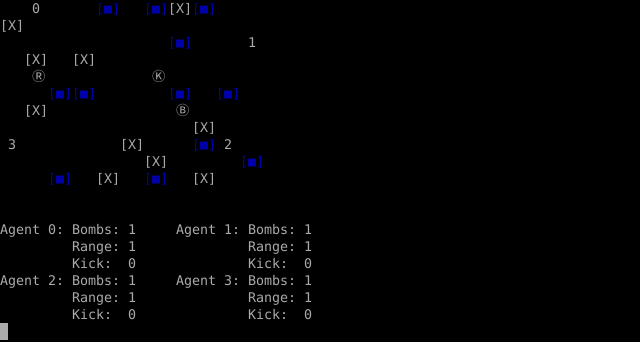 0       [■]   [■][X][■]
[X]
                     [■]       1
   [X]   [X]
    Ⓡ              Ⓚ
      [■][■]         [■]   [■]
   [X]                Ⓑ
                        [X]
 3             [X]      [■] 2
                  [X]         [■]
      [■]   [X]   [■]   [X]
Agent 0: Bombs: 1     Agent 1: Bombs: 1
         Range: 1              Range: 1
         Kick:  0              Kick:  0
Agent 2: Bombs: 1     Agent 3: Bombs: 1
         Range: 1              Range: 1
         Kick:  0              Kick:  0